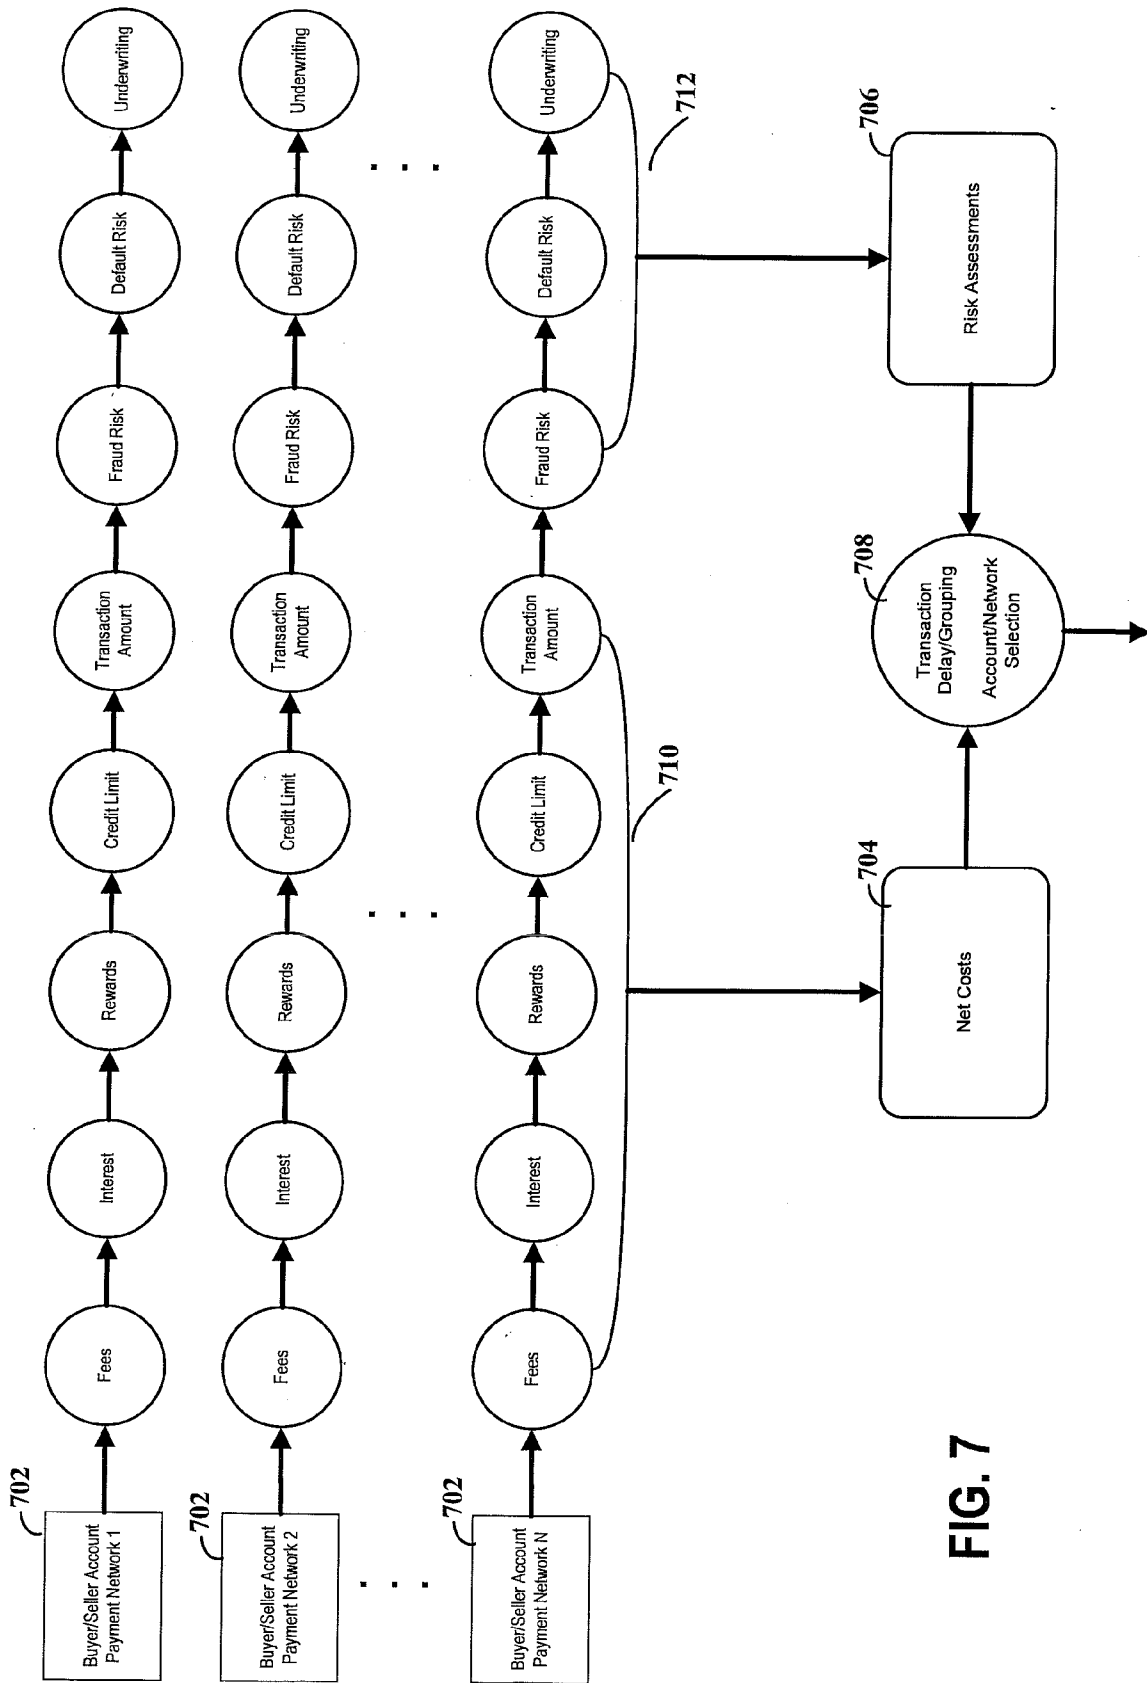 702
Buyer/Seller Account
Payment Network 1
Fees
Interest
Rewards
Credit Limit
Transaction
Amount
Fraud Risk
Default Risk
Underwriting
702
Buyer/Seller Account
Payment Network 2
Fees
Interest
Rewards
Credit Limit
Transaction
Amount
Fraud Risk
Default Risk
Underwriting
702
Buyer/Seller Account
Payment Network N
Fees
Interest
Rewards
Credit Limit
Transaction
Amount
Fraud Risk
Default Risk
Underwriting
710
712
704
Net Costs
708
Transaction
Delay/Grouping
Account/Network
Selection
706
Risk Assessments
FIG. 7